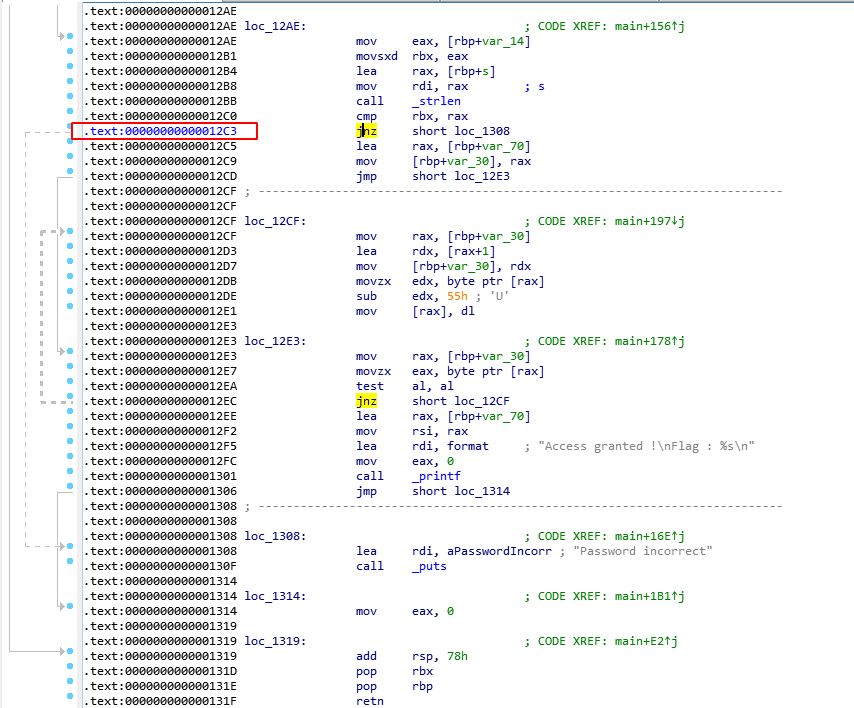 .text:00000000000012AE
.text:00000000000012AE loc_12AE: ; CODE XREF: main+156↑j
.text:00000000000012AE mov eax, [rbp+var_14]
.text:00000000000012B1 movsxd rbx, eax
.text:00000000000012B4 lea rax, [rbp+s]
.text:00000000000012B8 mov rdi, rax ; s
.text:00000000000012BB call _strlen
.text:00000000000012C0 cmp rbx, rax
.text:00000000000012C3 jnz short loc_1308
.text:00000000000012C5 lea rax, [rbp+var_70]
.text:00000000000012C9 mov [rbp+var_30], rax
.text:00000000000012CD jmp short loc_12E3
.text:00000000000012CF ; ---------------------------------------------------------------------------
.text:00000000000012CF
.text:00000000000012CF loc_12CF: ; CODE XREF: main+197↓j
.text:00000000000012CF mov rax, [rbp+var_30]
.text:00000000000012D3 lea rdx, [rax+1]
.text:00000000000012D7 mov [rbp+var_30], rdx
.text:00000000000012DB movzx edx, byte ptr [rax]
.text:00000000000012DE sub edx, 55h ; 'U'
.text:00000000000012E1 mov [rax], dl
.text:00000000000012E3
.text:00000000000012E3 loc_12E3: ; CODE XREF: main+178↑j
.text:00000000000012E3 mov rax, [rbp+var_30]
.text:00000000000012E7 movzx eax, byte ptr [rax]
.text:00000000000012EA test al, al
.text:00000000000012EC jnz short loc_12CF
.text:00000000000012EE lea rax, [rbp+var_70]
.text:00000000000012F2 mov rsi, rax
.text:00000000000012F5 lea rdi, format ; "Access granted !\nFlag : %s\n"
.text:00000000000012FC mov eax, 0
.text:0000000000001301 call _printf
.text:0000000000001306 jmp short loc_1314
.text:0000000000001308 ; ---------------------------------------------------------------------------
.text:0000000000001308
.text:0000000000001308 loc_1308: ; CODE XREF: main+16E↑j
.text:0000000000001308 lea rdi, aPasswordIncorr ; "Password incorrect"
.text:000000000000130F call _puts
.text:0000000000001314
.text:0000000000001314 loc_1314: ; CODE XREF: main+1B1↑j
.text:0000000000001314 mov eax, 0
.text:0000000000001319
.text:0000000000001319 loc_1319: ; CODE XREF: main+E2↑j
.text:0000000000001319 add rsp, 78h
.text:000000000000131D pop rbx
.text:000000000000131E pop rbp
.text:000000000000131F retn